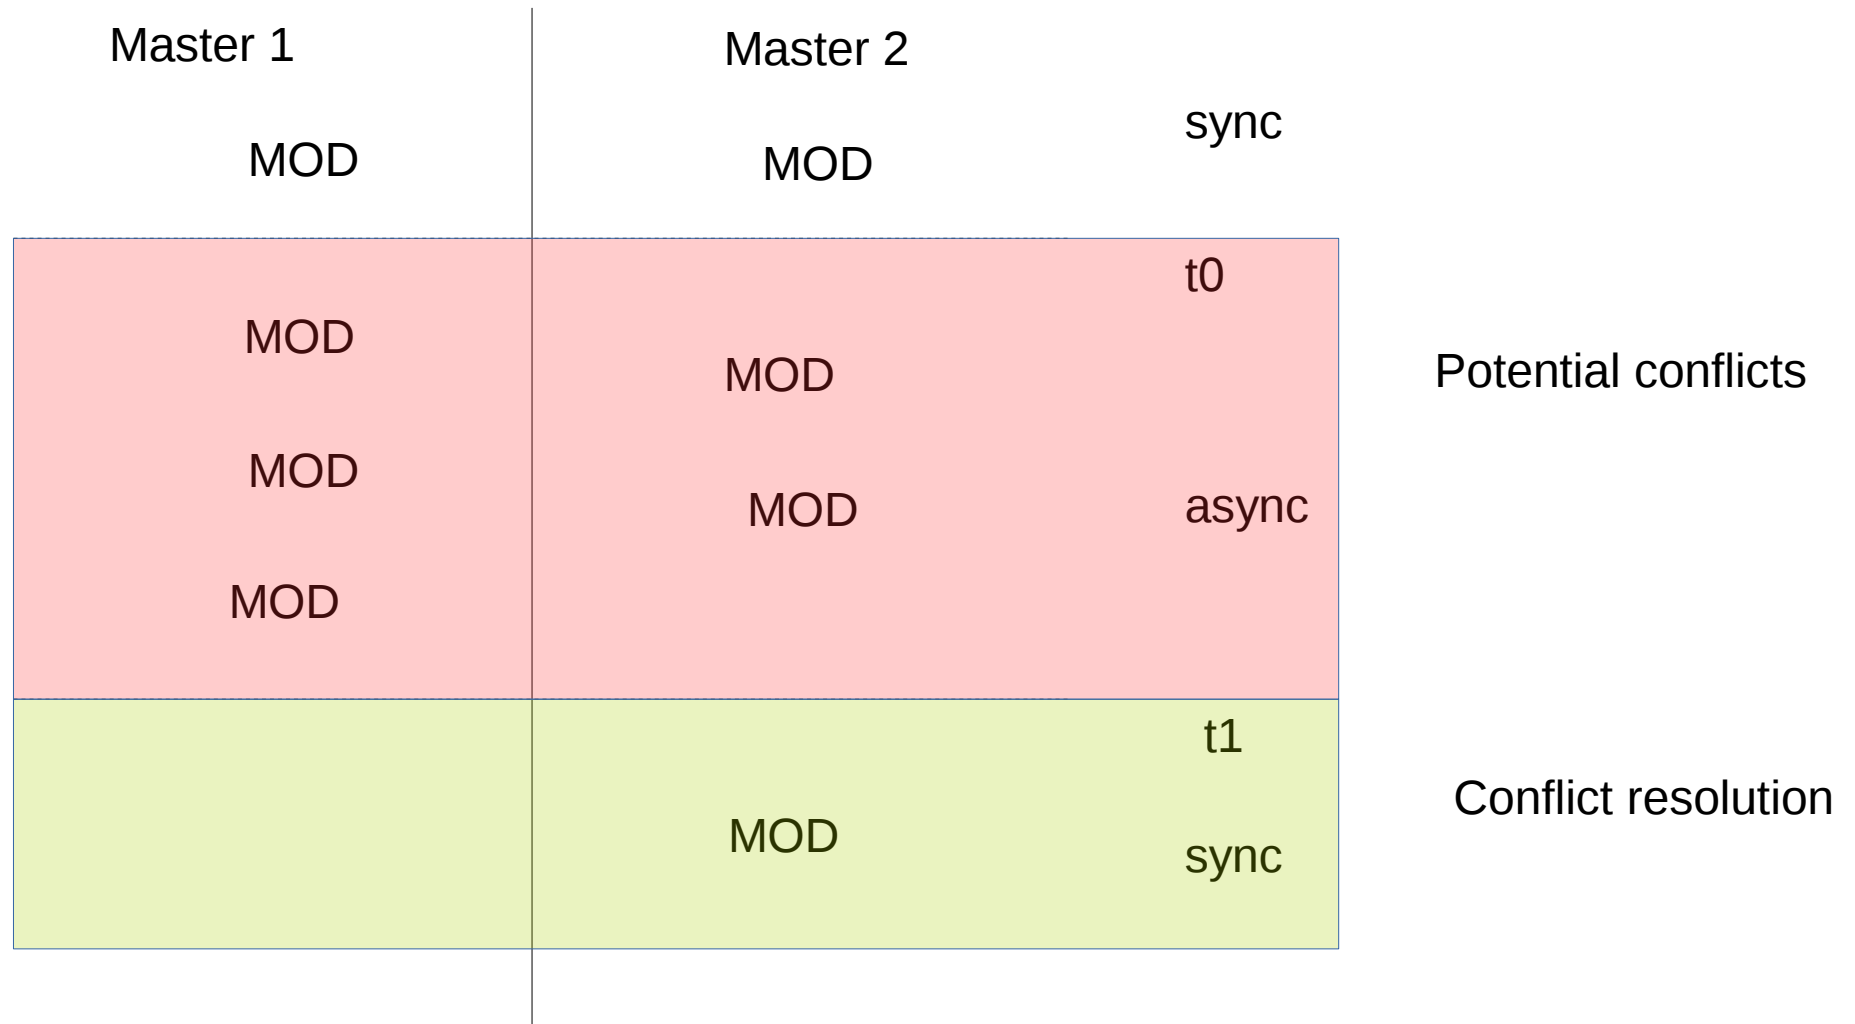 Master 1
Master 2
sync
MOD
MOD
t0
MOD
MOD
Potential conflicts
MOD
MOD
async
MOD
t1
Conflict resolution
MOD
sync